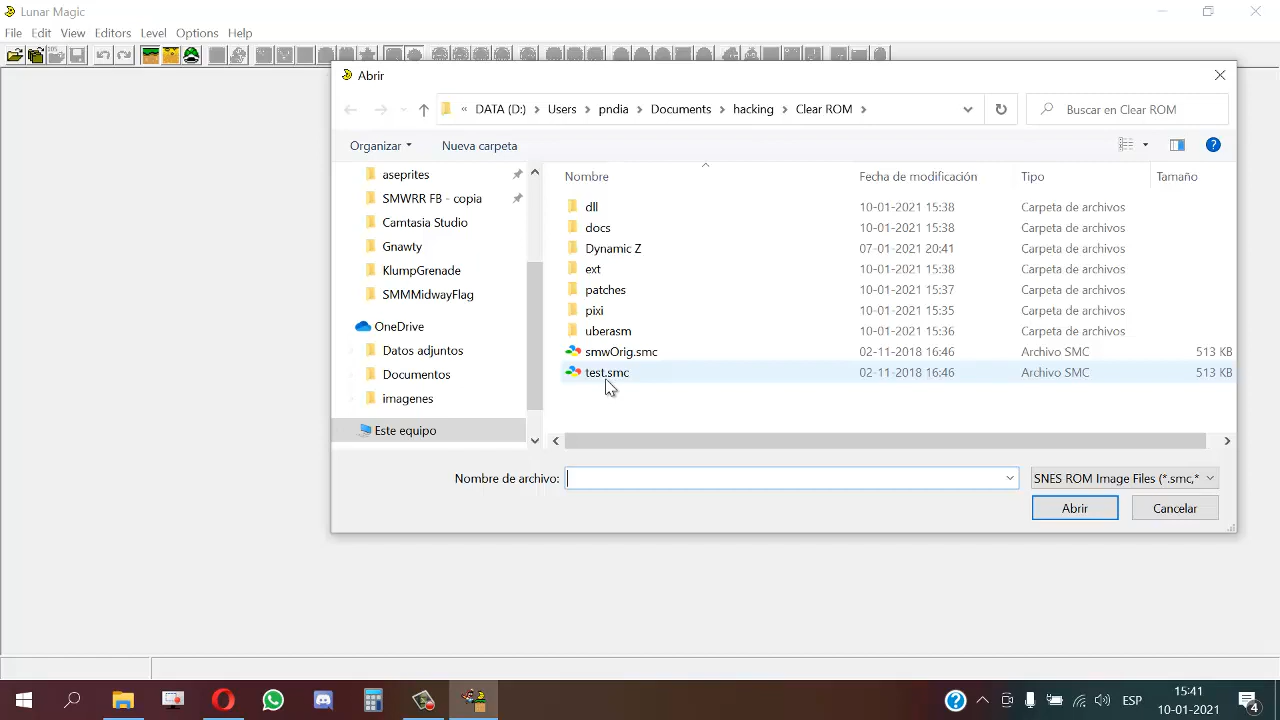 Lunar Magic
File Edit View Editors Level Options Help
Abrir
« DATA (D:) > Users > pndia > Documents > hacking > Clear ROM >
Buscar en Clear ROM
Organizar
Nueva carpeta
aseprites
SMWRR FB - copia
Camtasia Studio
Gnawty
KlumpGrenade
SMMMidwayFlag
OneDrive
Datos adjuntos
Documentos
imagenes
Este equipo
Nombre Fecha de modificación Tipo Tamaño
dll 10-01-2021 15:38 Carpeta de archivos
docs 10-01-2021 15:38 Carpeta de archivos
Dynamic Z 07-01-2021 20:41 Carpeta de archivos
ext 10-01-2021 15:38 Carpeta de archivos
patches 10-01-2021 15:37 Carpeta de archivos
pixi 10-01-2021 15:35 Carpeta de archivos
uberasm 10-01-2021 15:36 Carpeta de archivos
smwOrig.smc 02-11-2018 16:46 Archivo SMC 513 KB
test.smc 02-11-2018 16:46 Archivo SMC 513 KB
Nombre de archivo:
SNES ROM Image Files (*.smc,*
Abrir
Cancelar
ESP
15:41
10-01-2021
4